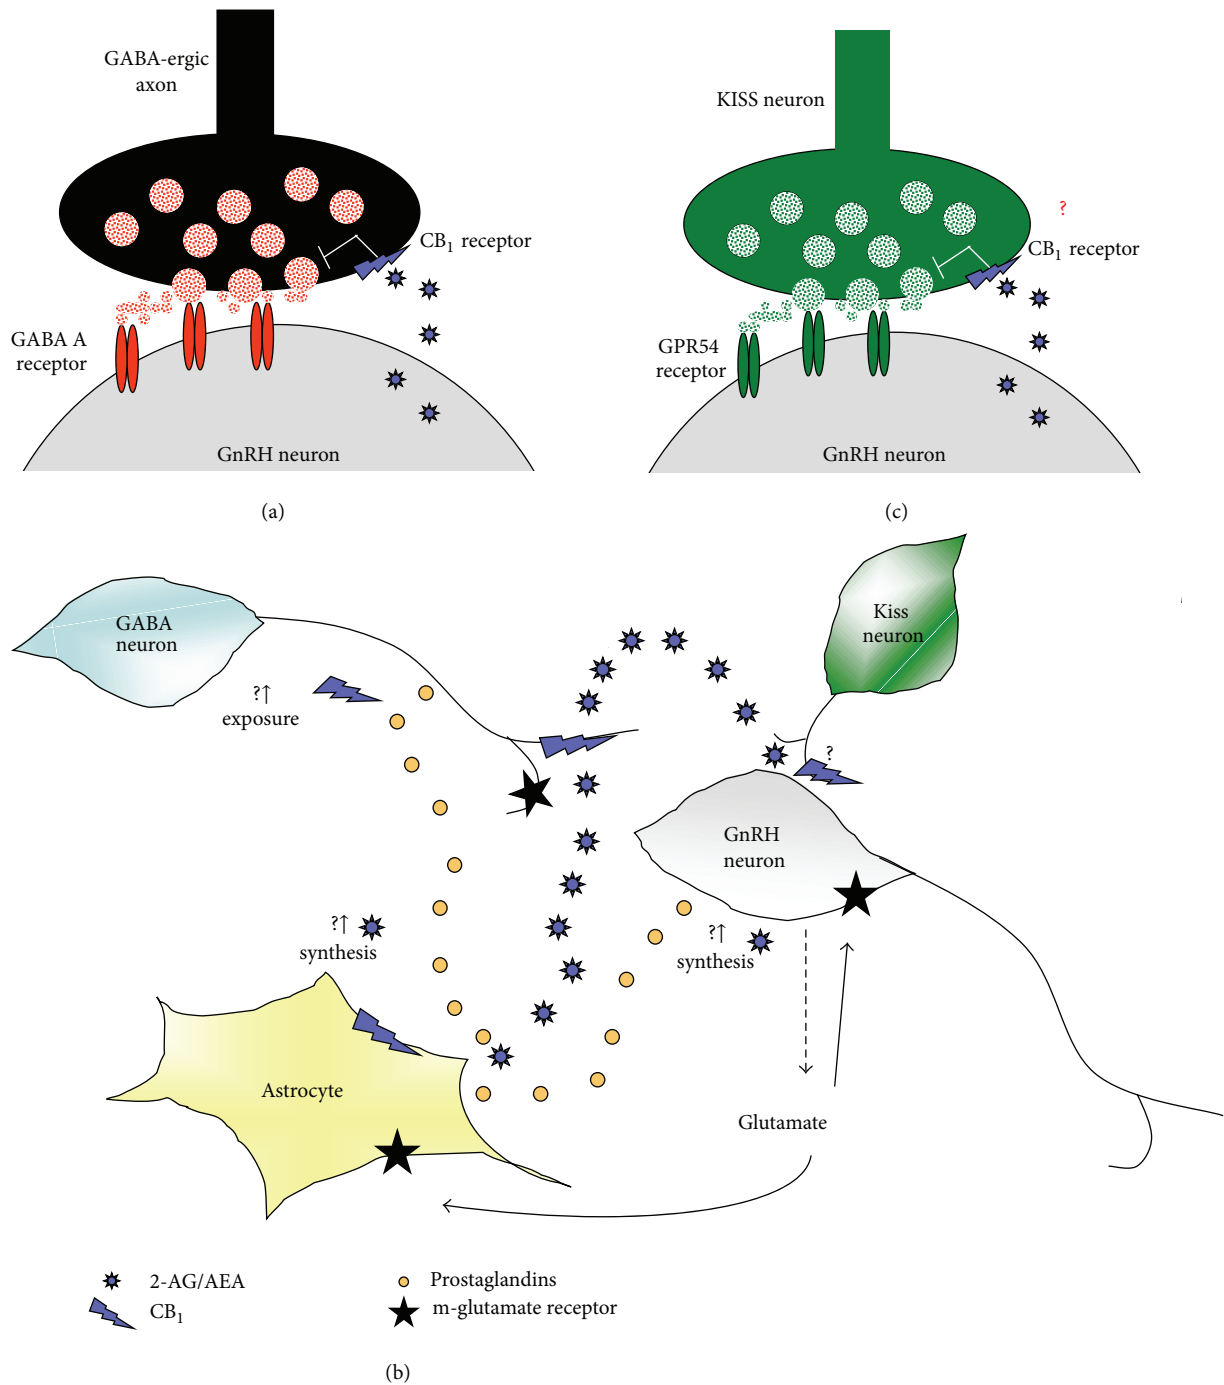 GABA-ergic
axon
CB1 receptor
GABA A
receptor
GnRH neuron
(a)
KISS neuron
?
CB1 receptor
GPR54
receptor
GnRH neuron
(c)
GABA
neuron
?↑
exposure
Kiss
neuron
?
GnRH
neuron
?↑
synthesis
?↑
synthesis
Astrocyte
Glutamate
2-AG/AEA
CB1
Prostaglandins
m-glutamate receptor
(b)